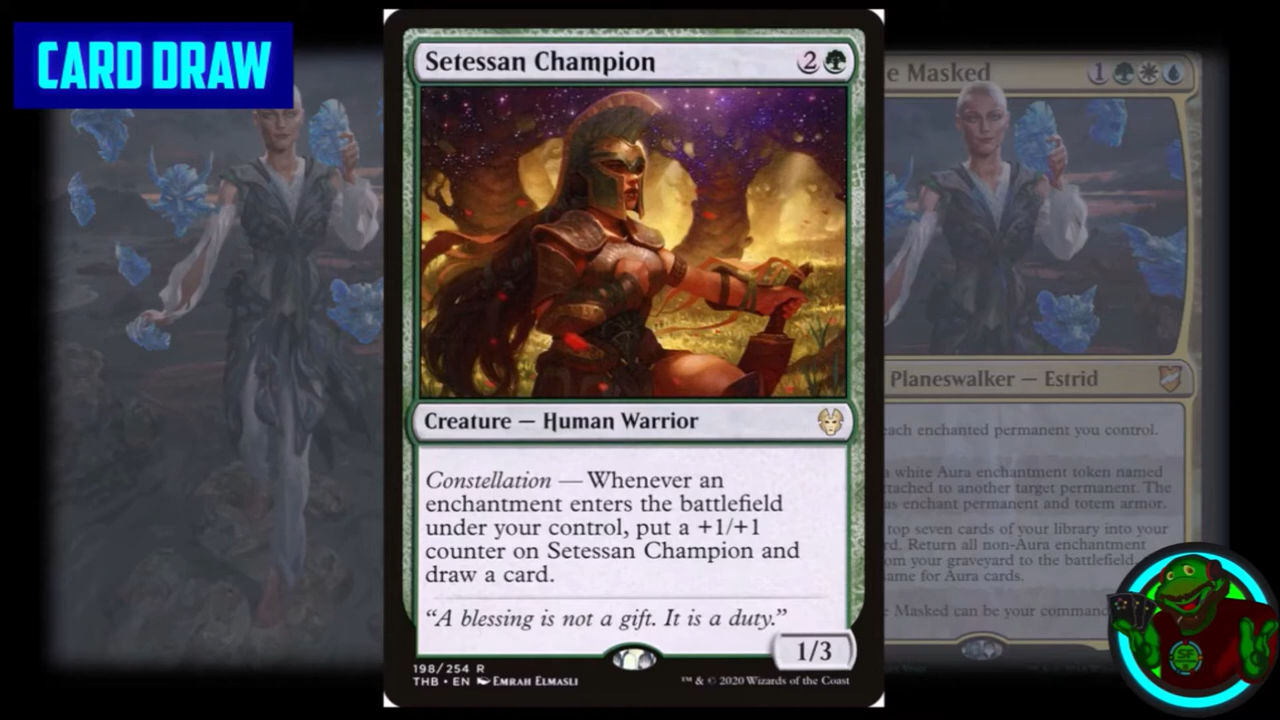 CARD DRAW
Setessan Champion 2
e Masked 1
Creature — Human Warrior
Planeswalker — Estrid
Constellation — Whenever an
enchantment enters the battlefield
under your control, put a +1/+1
counter on Setessan Champion and
draw a card.
"A blessing is not a gift. It is a duty."
1/3
198/254 R
THB • EN EMRAH ELMASLI
™ & © 2020 Wizards of the Coast
each enchanted permanent you control.
a white Aura enchantment token named
ttached to another target permanent. The
as enchant permanent and totem armor.
top seven cards of your library into your
rd. Return all non-Aura enchantment
om your graveyard to the battlefield,
ame for Aura cards.
e Masked can be your command
SF